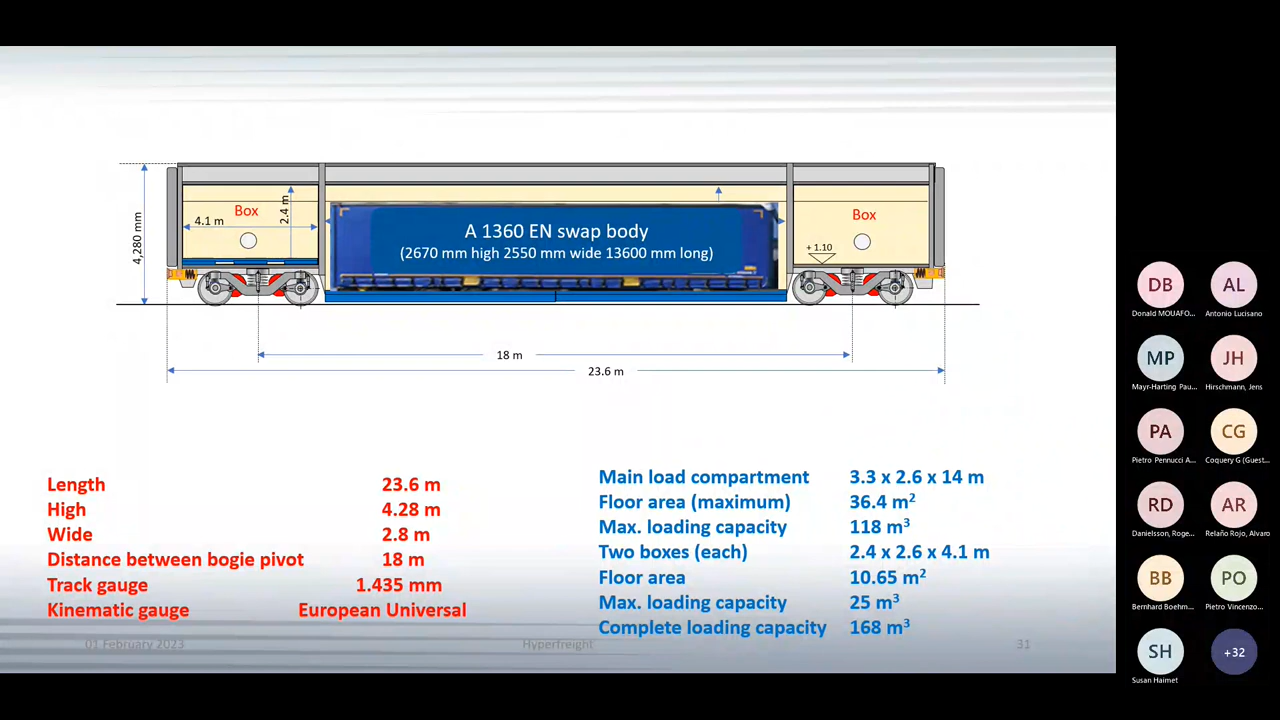 4,280 mm
Box
4.1 m
2.4 m
A 1360 EN swap body
(2670 mm high 2550 mm wide 13600 mm long)
Box
+ 1.10
18 m
23.6 m
Length 23.6 m
High 4.28 m
Wide 2.8 m
Distance between bogie pivot 18 m
Track gauge 1.435 mm
Kinematic gauge European Universal
Main load compartment 3.3 x 2.6 x 14 m
Floor area (maximum) 36.4 m²
Max. loading capacity 118 m³
Two boxes (each) 2.4 x 2.6 x 4.1 m
Floor area 10.65 m²
Max. loading capacity 25 m³
Complete loading capacity 168 m³
01 February 2023 Hyperfreight 31
DB AL
Donald MOUAFO... Antonio Lucisano
MP JH
Mayr-Harting Pau... Hirschmann, Jens
PA CG
Pietro Pennucci A... Coquery G (Guest...
RD AR
Danielsson, Roge... Relaño Rojo, Alvaro
BB PO
Bernhard Boehm... Pietro Vincenzo...
SH +32
Susan Haimet